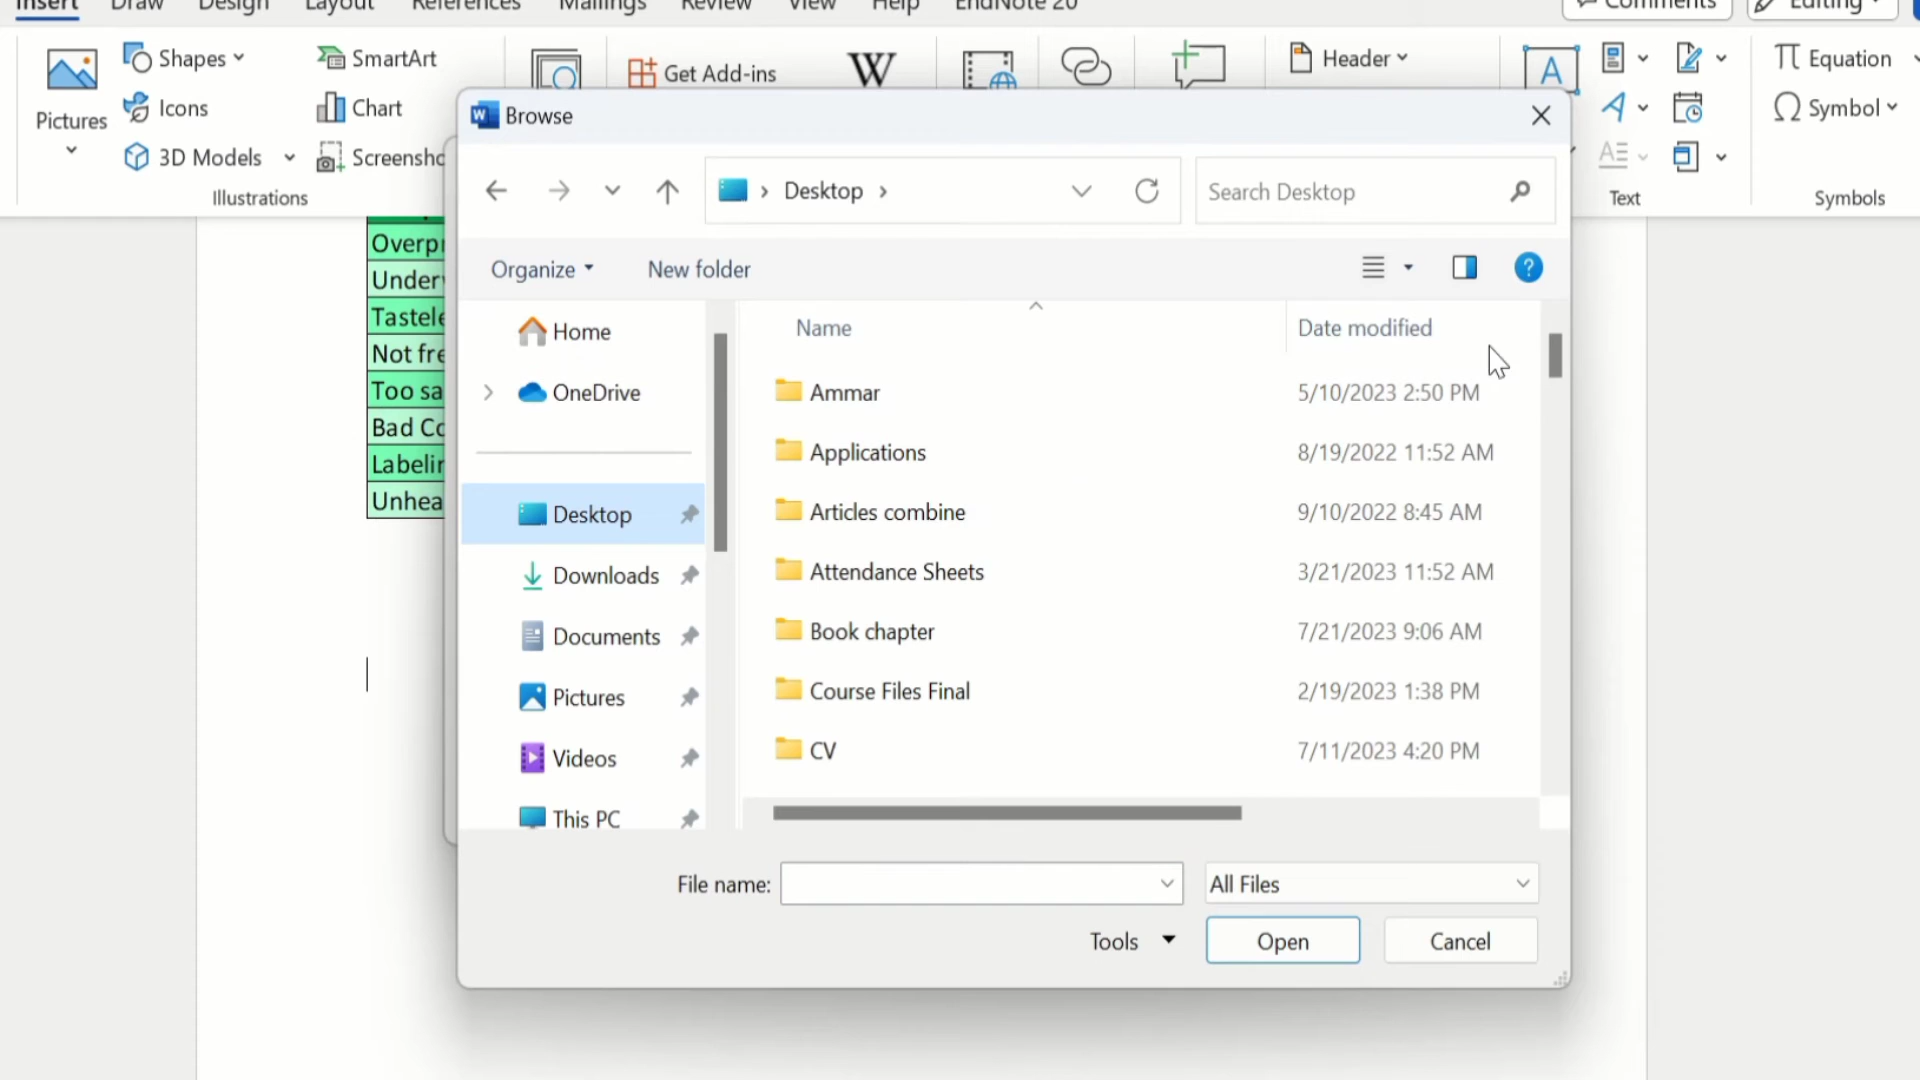 Insert Draw Design Layout References Mailings Review View Help EndNote 20 Comments Editing
Pictures
Shapes
Icons
3D Models
SmartArt
Chart
Screensho
Illustrations
Get Add-ins
W
Header
A
Text
Equation
Symbol
Symbols
Overpr
Underw
Tastele
Not fre
Too sa
Bad Co
Labelin
Unhea
Browse
Desktop
Search Desktop
Organize
New folder
Home
OneDrive
Desktop
Downloads
Documents
Pictures
Videos
This PC
Name Date modified
Ammar 5/10/2023 2:50 PM
Applications 8/19/2022 11:52 AM
Articles combine 9/10/2022 8:45 AM
Attendance Sheets 3/21/2023 11:52 AM
Book chapter 7/21/2023 9:06 AM
Course Files Final 2/19/2023 1:38 PM
CV 7/11/2023 4:20 PM
File name: All Files
Tools Open Cancel